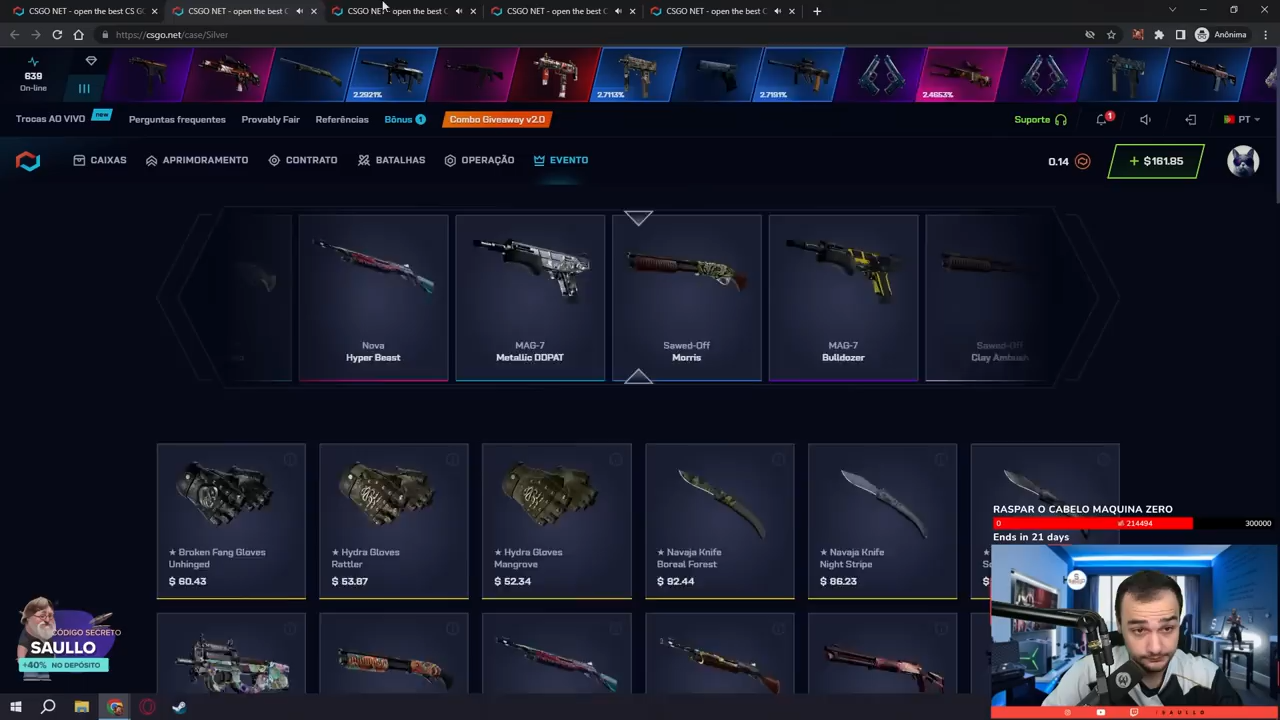 CSGO NET - open the best CS GO
CSGO NET - open the best C
CSGO NET - open the best C
CSGO NET - open the best C
CSGO NET - open the best C
https://csgo.net/case/Silver
Anônima
639
On-line
2.2921%
2.7113%
2.7191%
2.4653%
Trocas AO VIVO
new
Perguntas frequentes
Provably Fair
Referências
Bônus 1
Combo Giveaway v2.0
Suporte
1
PT
CAIXAS
APRIMORAMENTO
CONTRATO
BATALHAS
OPERAÇÃO
EVENTO
0.14
+ $161.85
Nova
Hyper Beast
MAG-7
Metallic DDPAT
Sawed-Off
Morris
MAG-7
Bulldozer
Sawed-Off
Clay Ambush
★ Broken Fang Gloves
Unhinged
$ 60.43
★ Hydra Gloves
Rattler
$ 53.87
★ Hydra Gloves
Mangrove
$ 52.34
★ Navaja Knife
Boreal Forest
$ 92.44
★ Navaja Knife
Night Stripe
$ 86.23
RASPAR O CABELO MAQUINA ZERO
0
214494
300000
Ends in 21 days
CÓDIGO SECRETO
SAULLO
+40% NO DEPÓSITO
SAULLO